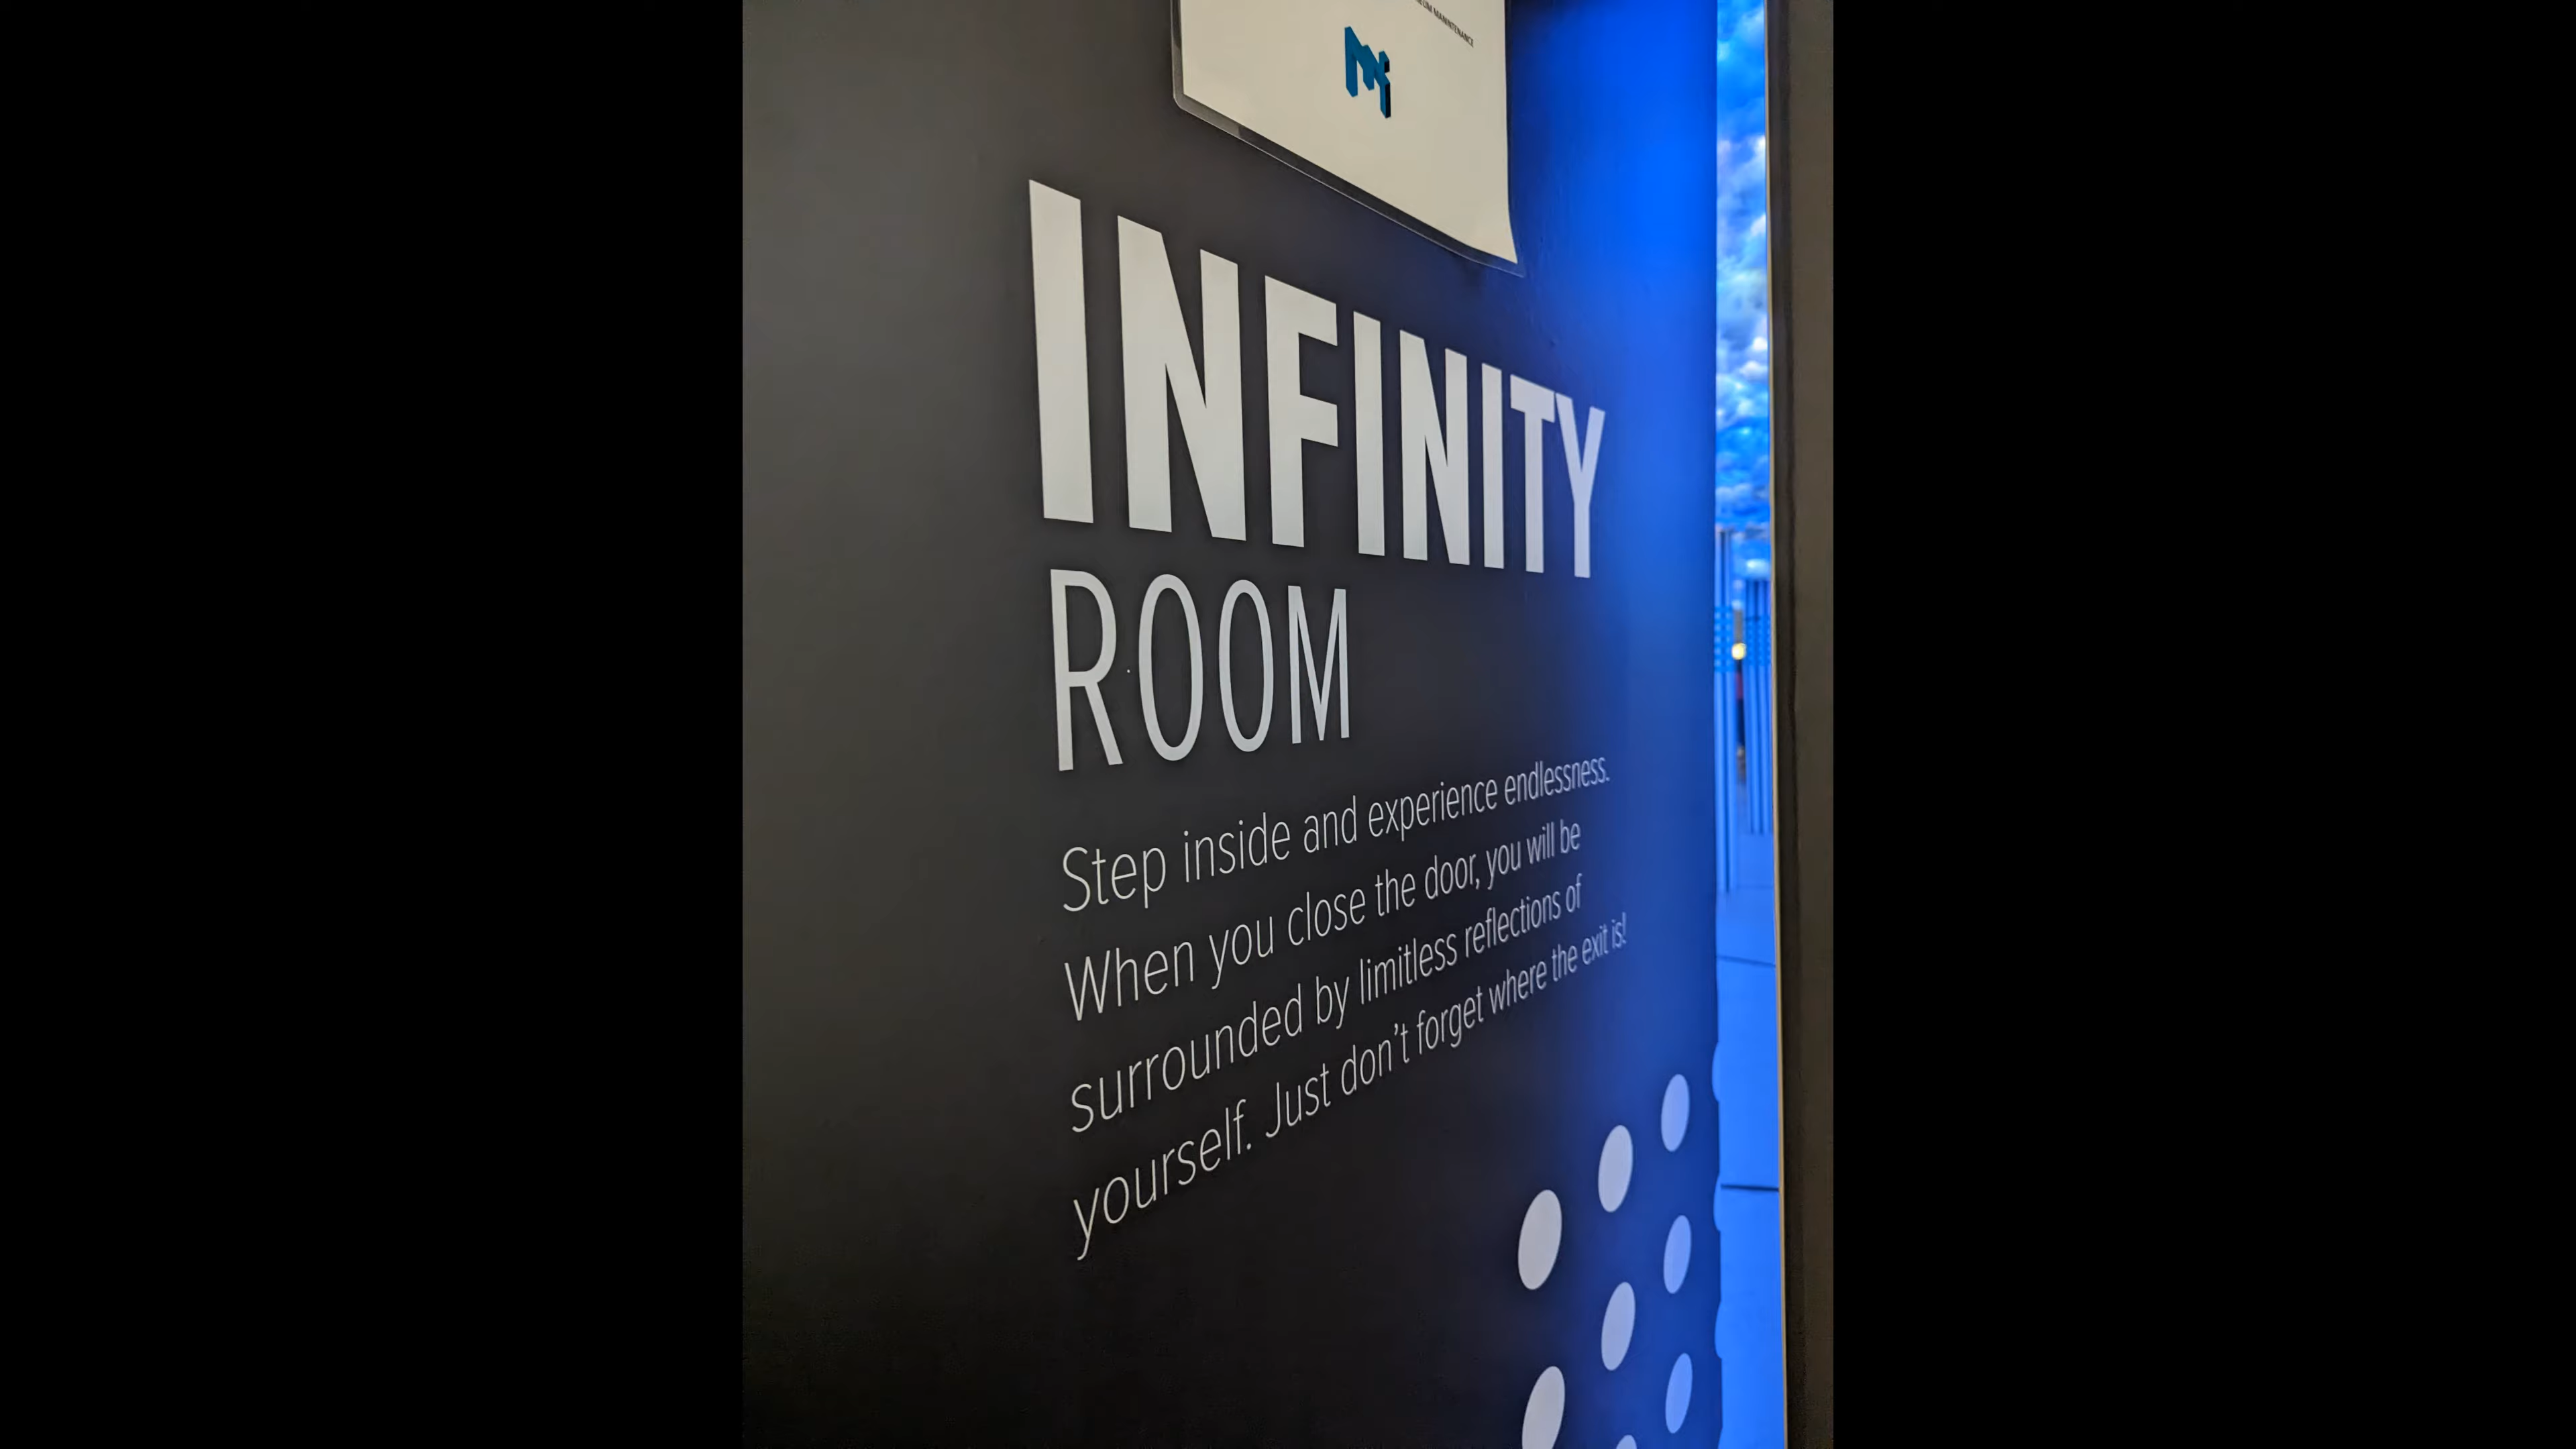 MAINTENANCE
INFINITY
ROOM
Step inside and experience endlessness.
When you close the door, you will be
surrounded by limitless reflections of
yourself. Just don't forget where the exit is!